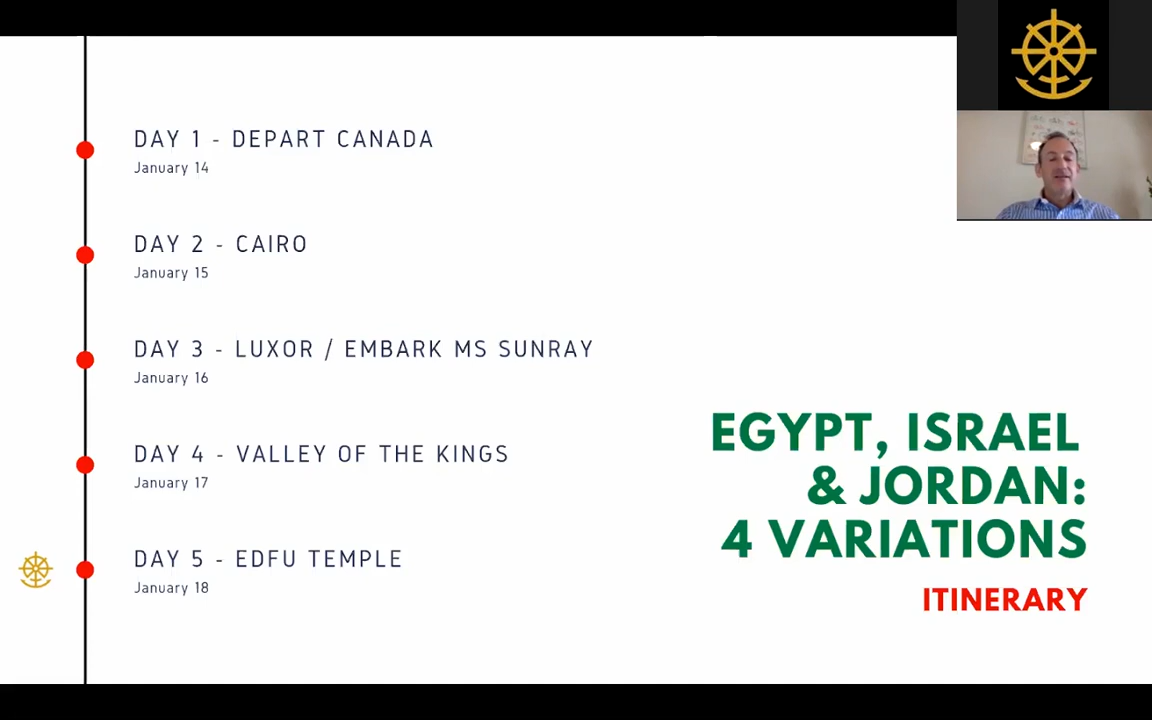 DAY 1 - DEPART CANADA
January 14
DAY 2 - CAIRO
January 15
DAY 3 - LUXOR / EMBARK MS SUNRAY
January 16
DAY 4 - VALLEY OF THE KINGS
January 17
DAY 5 - EDFU TEMPLE
January 18
EGYPT, ISRAEL
& JORDAN:
4 VARIATIONS
ITINERARY